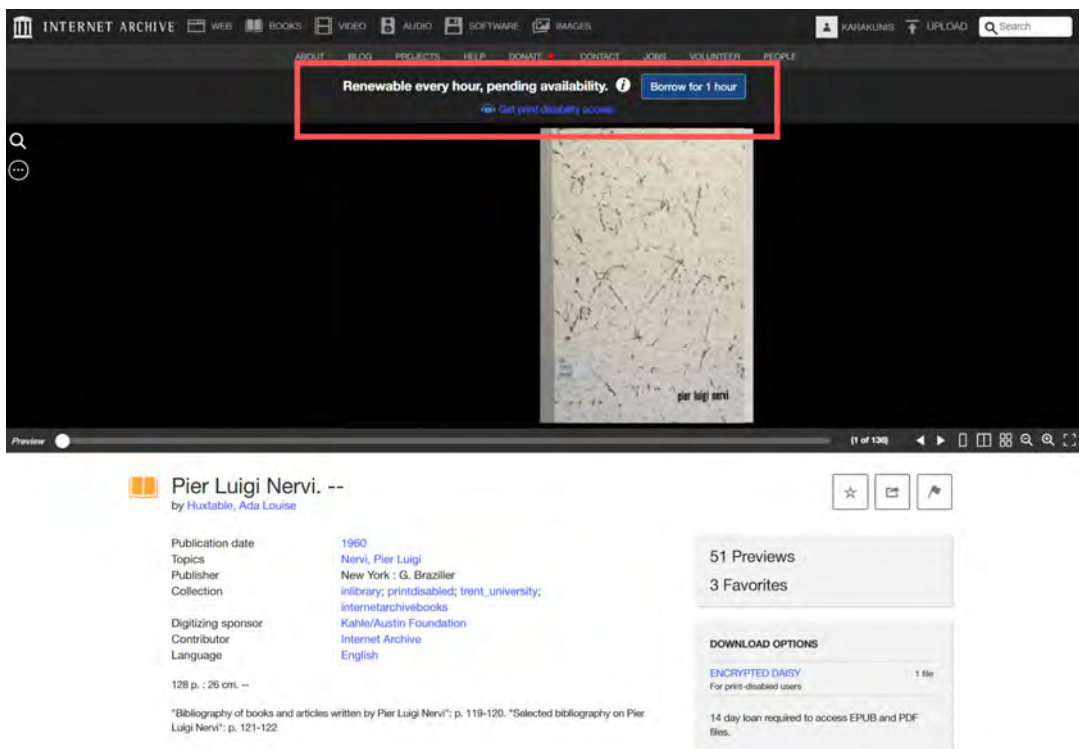 INTERNET ARCHIVE WEB BOOKS VIDEO AUDIO SOFTWARE IMAGES KARAKUNIS UPLOAD Search
ABOUT BLOG PROJECTS HELP DONATE CONTACT JOBS VOLUNTEER PEOPLE
Renewable every hour, pending availability. Borrow for 1 hour
Get print disability access
pier luigi nervi
Preview (1 of 136)
Pier Luigi Nervi. --
by Huxtable, Ada Louise
Publication date 1960
Topics Nervi, Pier Luigi
Publisher New York : G. Braziller
Collection inlibrary; printdisabled; trent_university;
internetarchivebooks
Digitizing sponsor Kahle/Austin Foundation
Contributor Internet Archive
Language English
128 p. : 26 cm. --
"Bibliography of books and articles written by Pier Luigi Nervi": p. 119-120. "Selected bibliography on Pier
Luigi Nervi": p. 121-122
51 Previews
3 Favorites
DOWNLOAD OPTIONS
ENCRYPTED DAISY 1 file
For print-disabled users
14 day loan required to access EPUB and PDF
files.